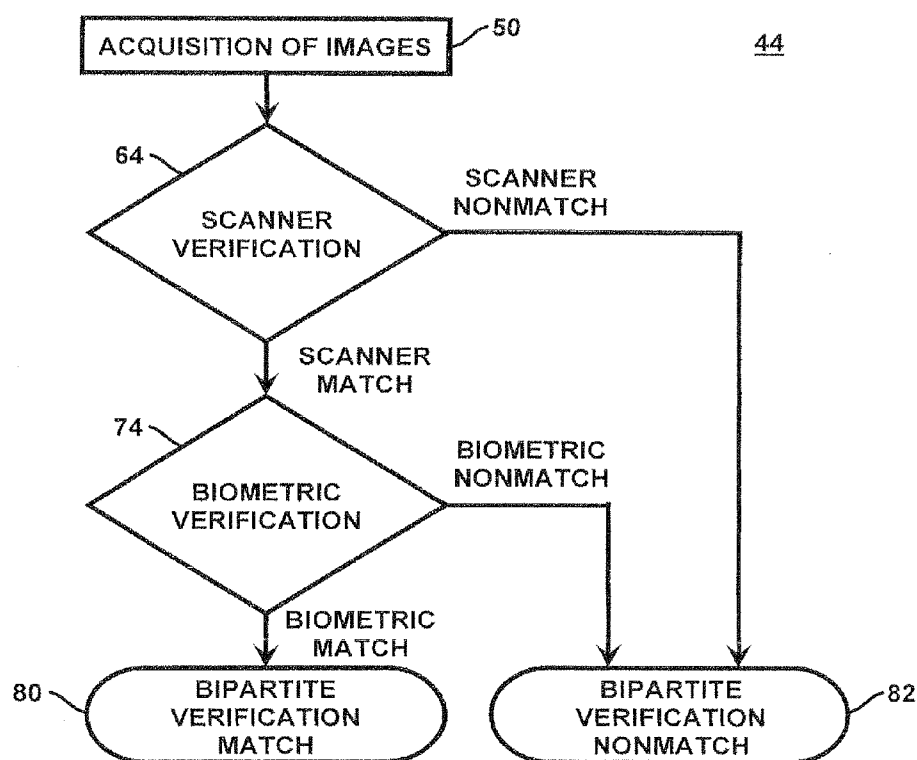 ACQUISITION OF IMAGES
50
44
64
SCANNER
VERIFICATION
SCANNER
NONMATCH
SCANNER
MATCH
74
BIOMETRIC
VERIFICATION
BIOMETRIC
NONMATCH
BIOMETRIC
MATCH
80
BIPARTITE
VERIFICATION
MATCH
BIPARTITE
VERIFICATION
NONMATCH
82